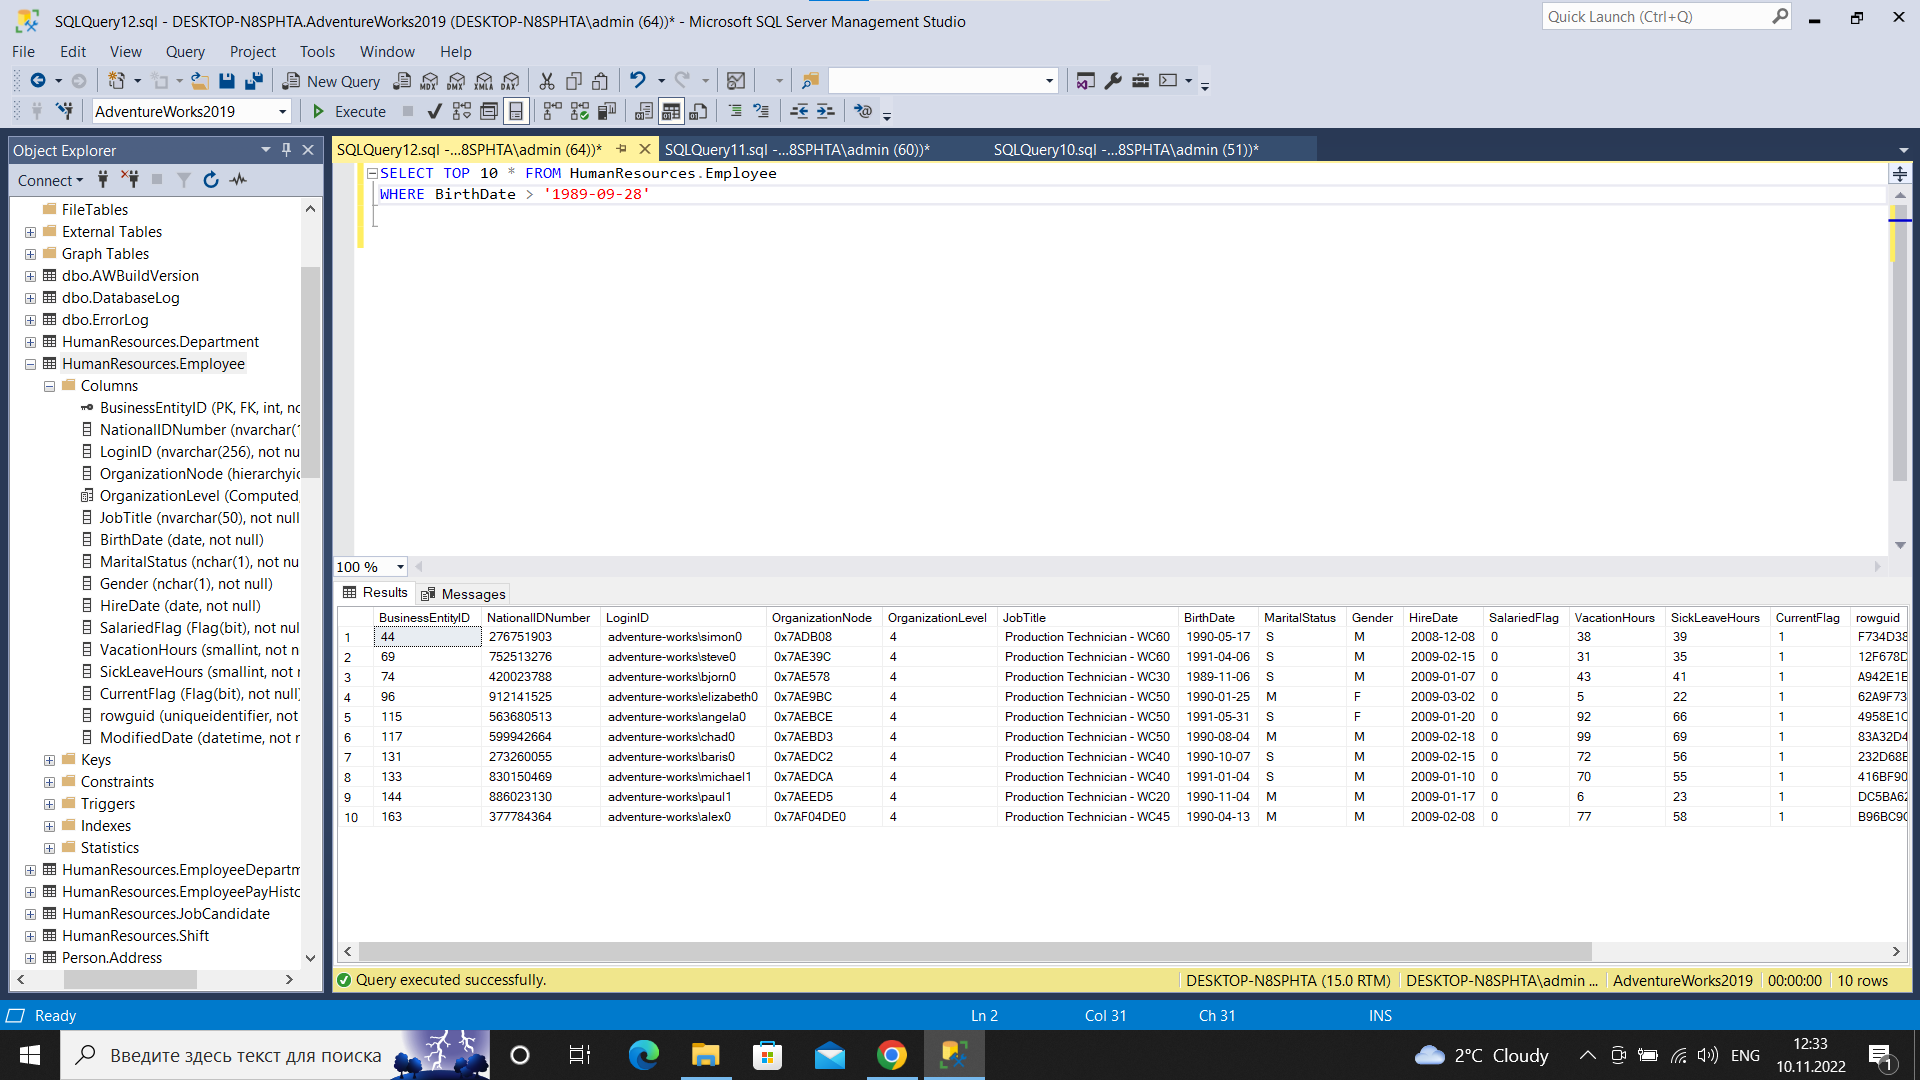 SQLQuery12.sql - DESKTOP-N8SPHTA.AdventureWorks2019 (DESKTOP-N8SPHTA\admin (64))* - Microsoft SQL Server Management Studio
Quick Launch (Ctrl+Q)
File Edit View Query Project Tools Window Help
New Query MDX DMX XMLA DAX
AdventureWorks2019 Execute
Object Explorer
Connect
FileTables
External Tables
Graph Tables
dbo.AWBuildVersion
dbo.DatabaseLog
dbo.ErrorLog
HumanResources.Department
HumanResources.Employee
Columns
BusinessEntityID (PK, FK, int, no
NationalIDNumber (nvarchar(
LoginID (nvarchar(256), not nu
OrganizationNode (hierarchyic
OrganizationLevel (Computed,
JobTitle (nvarchar(50), not null
BirthDate (date, not null)
MaritalStatus (nchar(1), not nu
Gender (nchar(1), not null)
HireDate (date, not null)
SalariedFlag (Flag(bit), not null
VacationHours (smallint, not n
SickLeaveHours (smallint, not
CurrentFlag (Flag(bit), not null)
rowguid (uniqueidentifier, not
ModifiedDate (datetime, not r
Keys
Constraints
Triggers
Indexes
Statistics
HumanResources.EmployeeDepartm
HumanResources.EmployeePayHisto
HumanResources.JobCandidate
HumanResources.Shift
Person.Address
SQLQuery12.sql -...8SPHTA\admin (64))* SQLQuery11.sql -...8SPHTA\admin (60))* SQLQuery10.sql -...8SPHTA\admin (51))*
SELECT TOP 10 * FROM HumanResources.Employee
WHERE BirthDate > '1989-09-28'
100 %
Results Messages
BusinessEntityID NationalIDNumber LoginID OrganizationNode OrganizationLevel JobTitle BirthDate MaritalStatus Gender HireDate SalariedFlag VacationHours SickLeaveHours CurrentFlag rowguid
1 44 276751903 adventure-works\simon0 0x7ADB08 4 Production Technician - WC60 1990-05-17 S M 2008-12-08 0 38 39 1 F734D38
2 69 752513276 adventure-works\steve0 0x7AE39C 4 Production Technician - WC60 1991-04-06 S M 2009-02-15 0 31 35 1 12F678D
3 74 420023788 adventure-works\bjorn0 0x7AE578 4 Production Technician - WC30 1989-11-06 S M 2009-01-07 0 43 41 1 A942E1E
4 96 912141525 adventure-works\elizabeth0 0x7AE9BC 4 Production Technician - WC50 1990-01-25 M F 2009-03-02 0 5 22 1 62A9F73
5 115 563680513 adventure-works\angela0 0x7AEBCE 4 Production Technician - WC50 1991-05-31 S F 2009-01-20 0 92 66 1 4958E1C
6 117 599942664 adventure-works\chad0 0x7AEBD3 4 Production Technician - WC50 1990-08-04 M M 2009-02-18 0 99 69 1 83A32D4
7 131 273260055 adventure-works\baris0 0x7AEDC2 4 Production Technician - WC40 1990-10-07 S M 2009-02-15 0 72 56 1 232D68E
8 133 830150469 adventure-works\michael1 0x7AEDCA 4 Production Technician - WC40 1991-01-04 S M 2009-01-10 0 70 55 1 416BF90
9 144 886023130 adventure-works\paul1 0x7AEED5 4 Production Technician - WC20 1990-11-04 M M 2009-01-17 0 6 23 1 DC5BA62
10 163 377784364 adventure-works\alex0 0x7AF04DE0 4 Production Technician - WC45 1990-04-13 M M 2009-02-08 0 77 58 1 B96BC9C
Query executed successfully. DESKTOP-N8SPHTA (15.0 RTM) DESKTOP-N8SPHTA\admin ... AdventureWorks2019 00:00:00 10 rows
Ready Ln 2 Col 31 Ch 31 INS
Введите здесь текст для поиска
2°C Cloudy ENG
12:33
10.11.2022
1